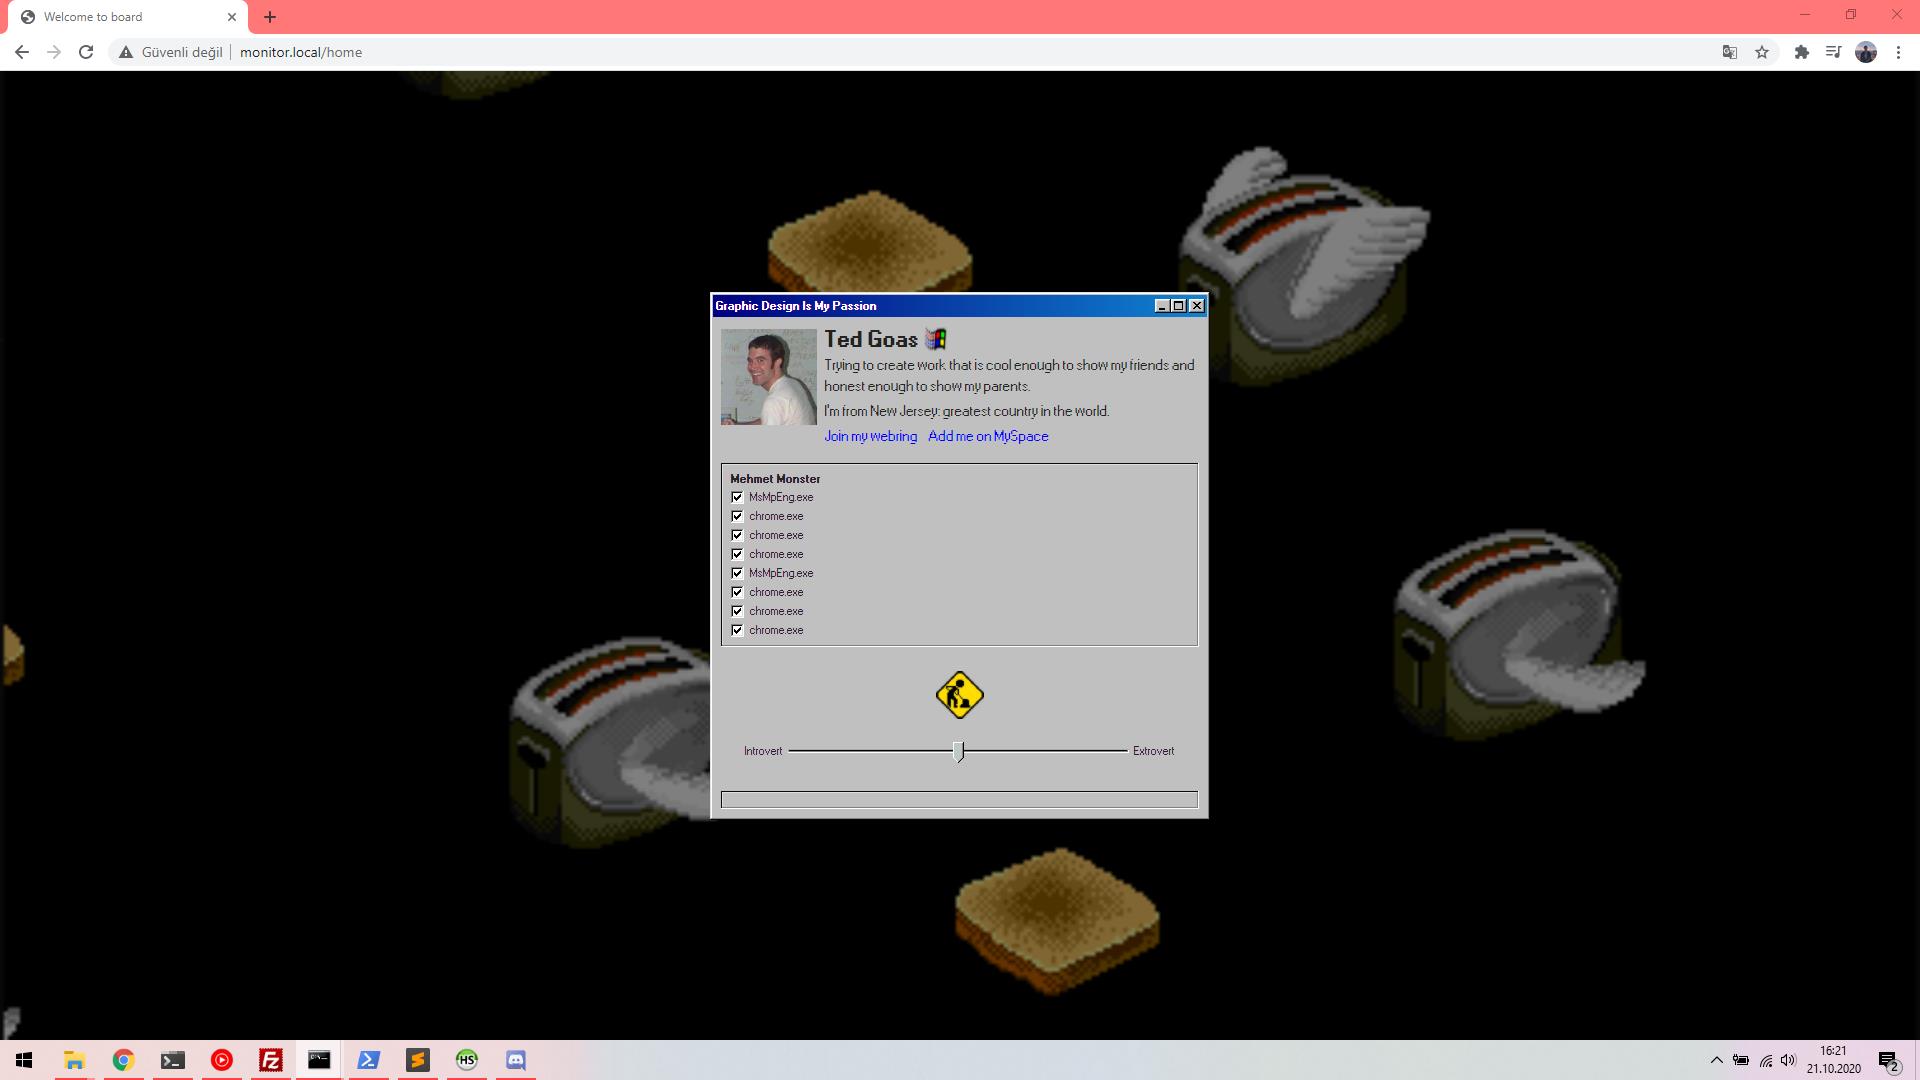 Welcome to board
Güvenli değil
monitor.local/home
Graphic Design Is My Passion
Ted Goas
Trying to create work that is cool enough to show my friends and
honest enough to show my parents.
I'm from New Jersey: greatest country in the world.
Join my webring Add me on MySpace
Mehmet Monster
MsMpEng.exe
chrome.exe
chrome.exe
chrome.exe
MsMpEng.exe
chrome.exe
chrome.exe
chrome.exe
Introvert
Extrovert
Fz
HS
16:21
21.10.2020
2